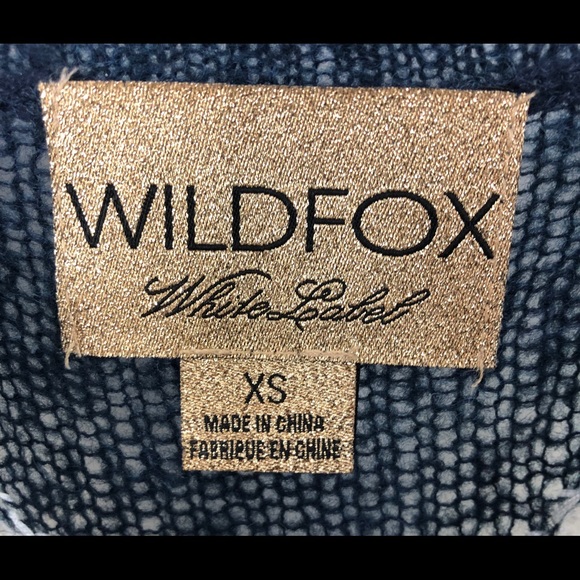 WILDFOX
White Label
XS
MADE IN CHINA
FABRIQUE EN CHINE